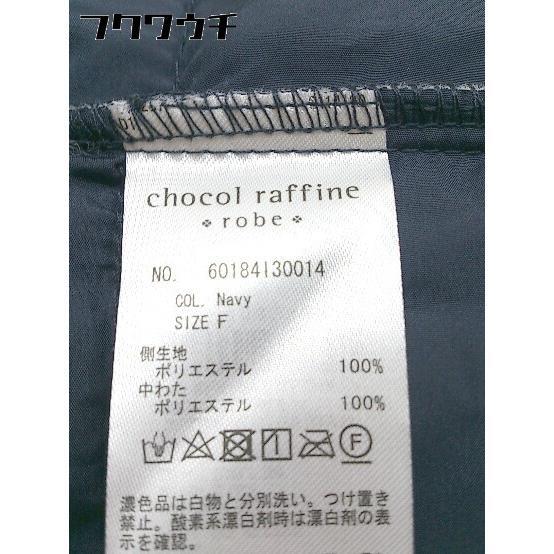 フクワウチ
chocol raffine
robe
NO. 60184130014
COL. Navy
SIZE F
側生地
ポリエステル 100%
中わた
ポリエステル 100%
F
濃色品は白物と分別洗い。つけ置き
禁止。酸素系漂白剤時は漂白剤の表
示を確認。